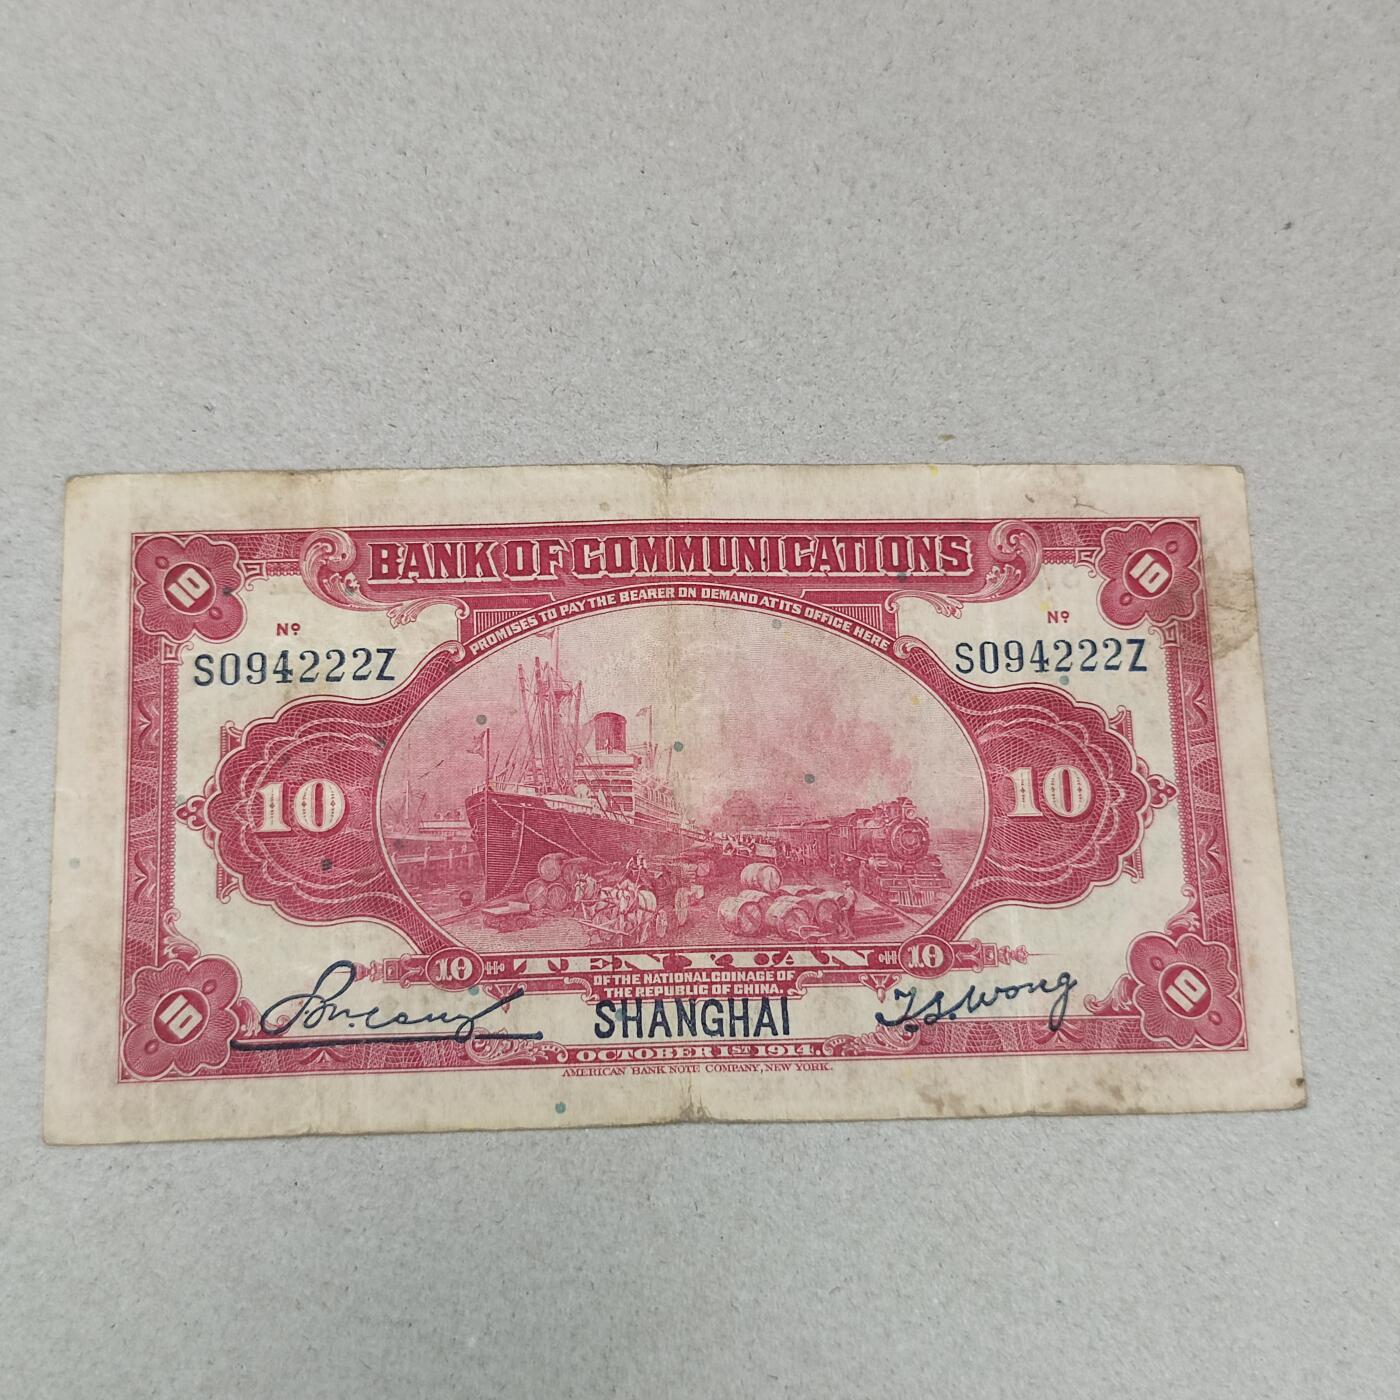 BANK OF COMMUNICATIONS
PROMISES TO PAY THE BEARER ON DEMAND AT ITS OFFICE HERE
10 10
Nº Nº
S094222Z S094222Z
10 10
10 TEN YUAN 10
OF THE NATIONAL COINAGE OF
THE REPUBLIC OF CHINA.
SHANGHAI T.S. Wong
10 10
OCTOBER 1ST 1914.
AMERICAN BANK NOTE COMPANY, NEW YORK.